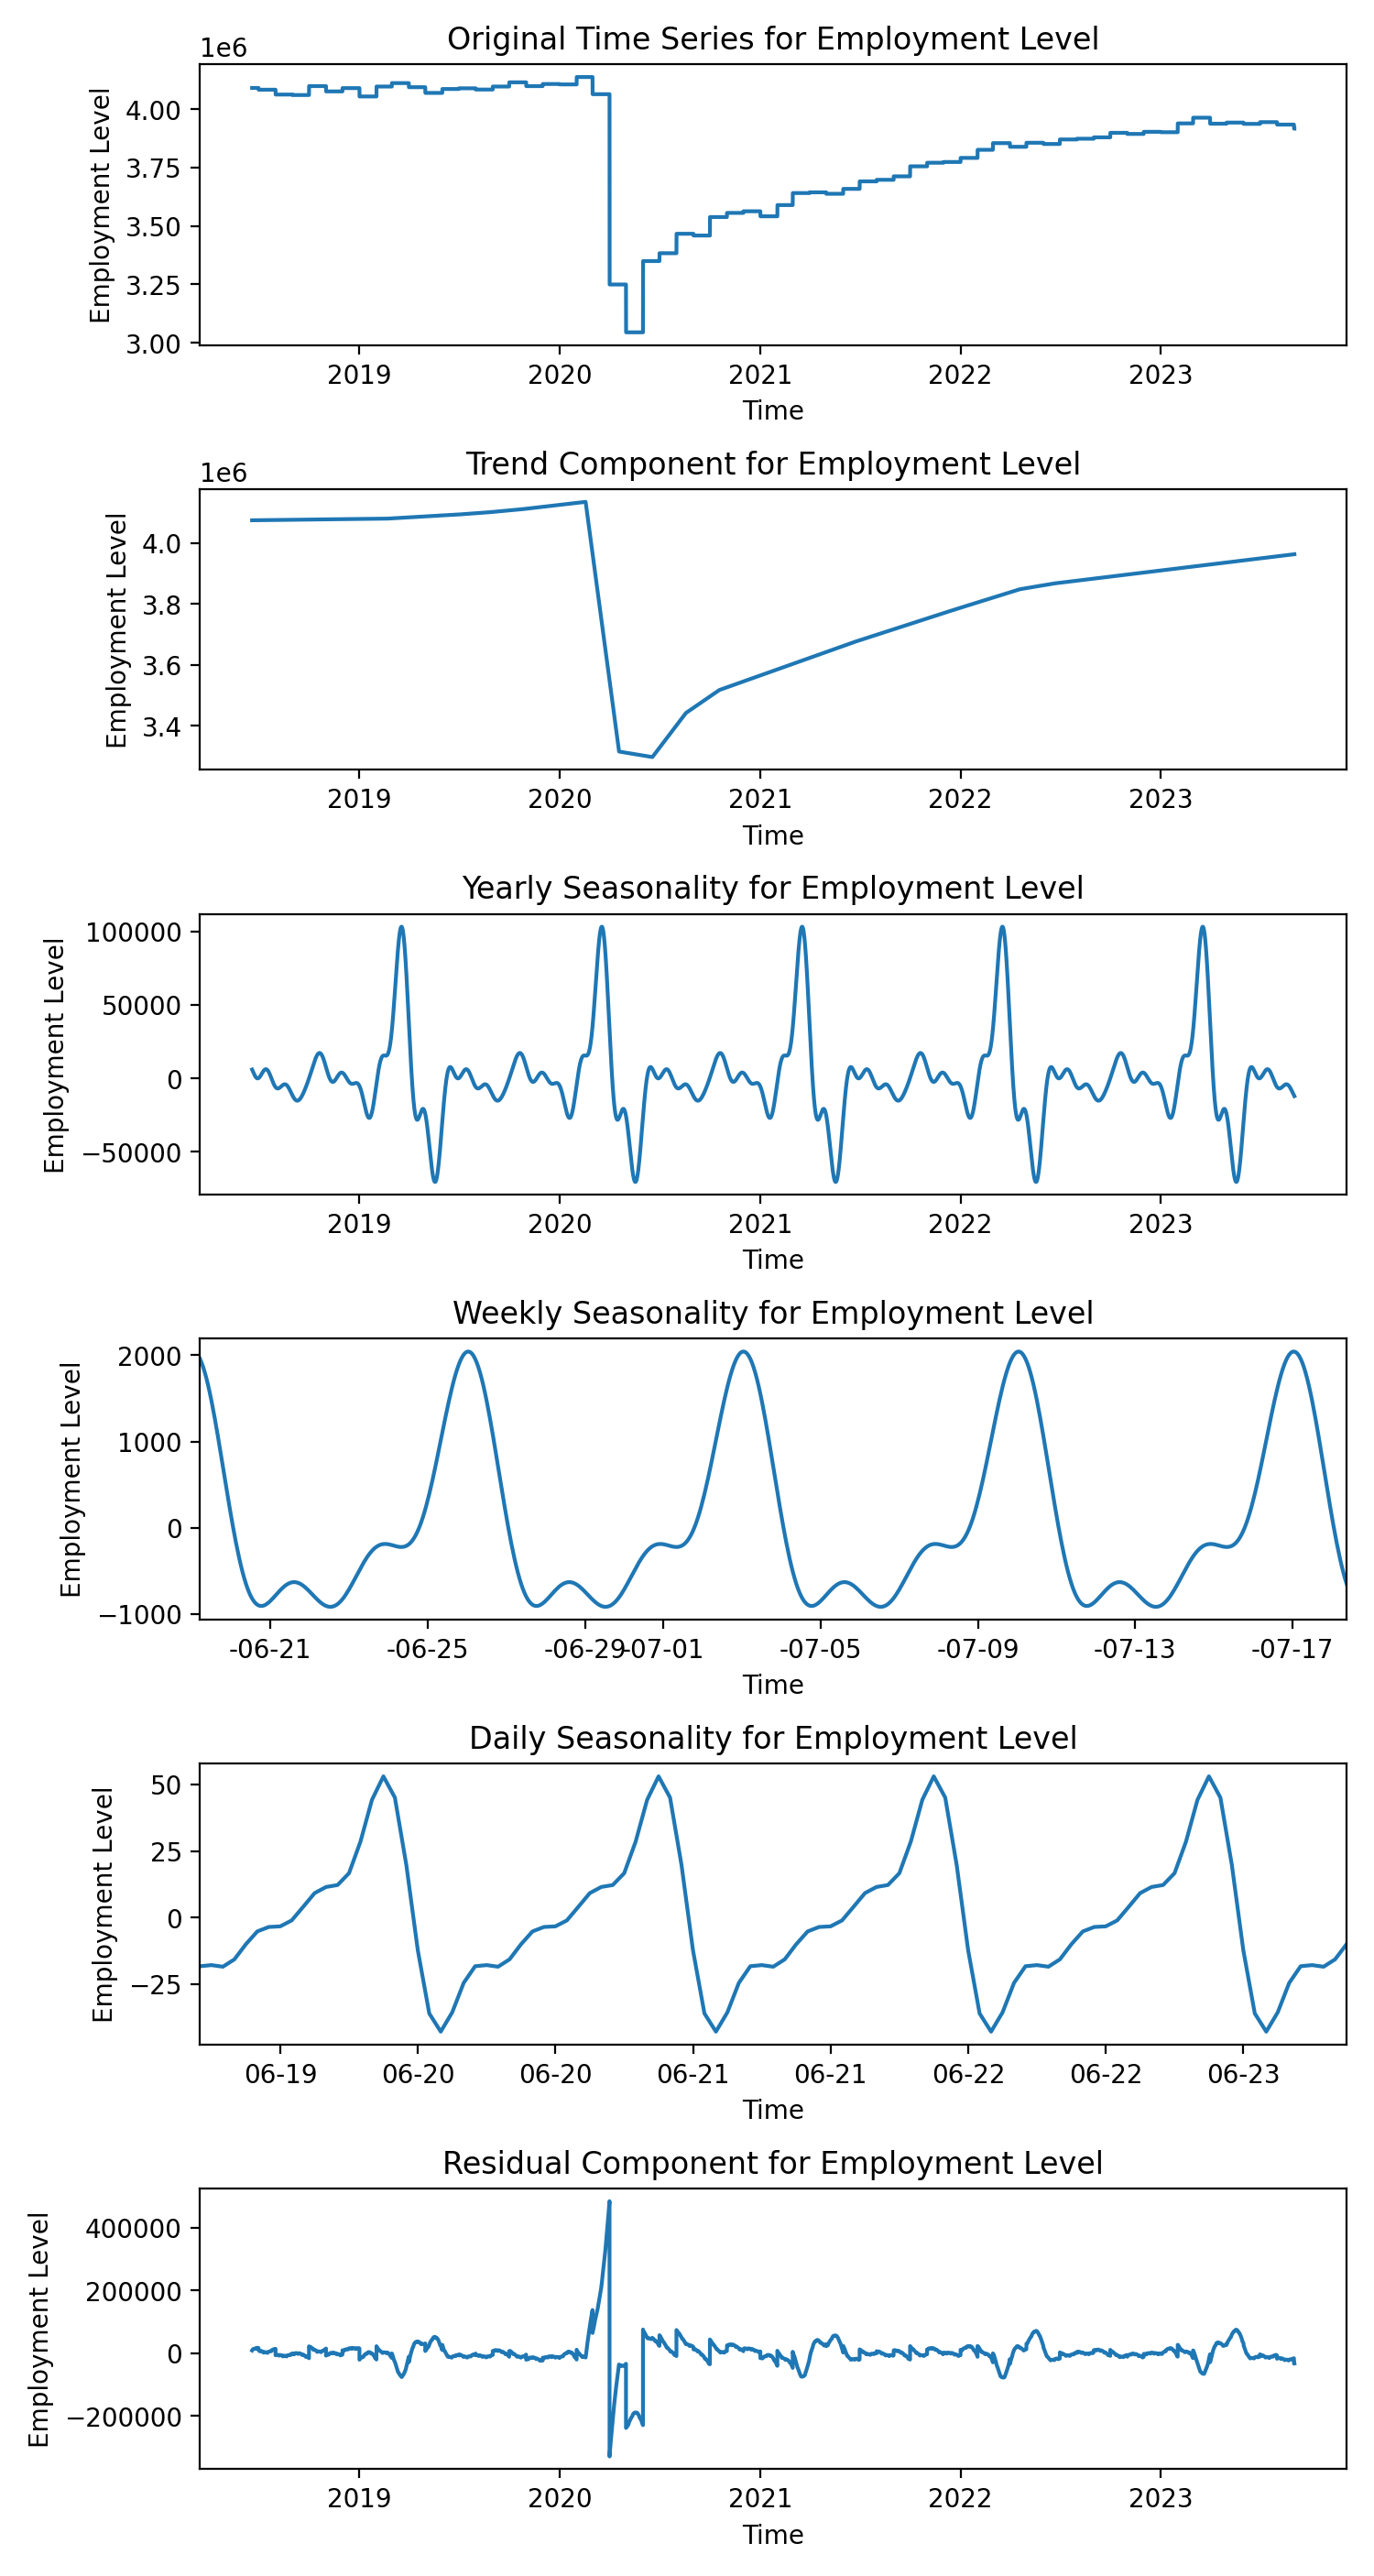 Original Time Series for Employment Level
1e6
Employment Level
4.00
3.75
3.50
3.25
3.00
2019 2020 2021 2022 2023
Time
Trend Component for Employment Level
1e6
Employment Level
4.0
3.8
3.6
3.4
2019 2020 2021 2022 2023
Time
Yearly Seasonality for Employment Level
Employment Level
100000
50000
0
−50000
2019 2020 2021 2022 2023
Time
Weekly Seasonality for Employment Level
Employment Level
2000
1000
0
−1000
-06-21 -06-25 -06-29 -07-01 -07-05 -07-09 -07-13 -07-17
Time
Daily Seasonality for Employment Level
Employment Level
50
25
0
−25
06-19 06-20 06-20 06-21 06-21 06-22 06-22 06-23
Time
Residual Component for Employment Level
Employment Level
400000
200000
0
−200000
2019 2020 2021 2022 2023
Time